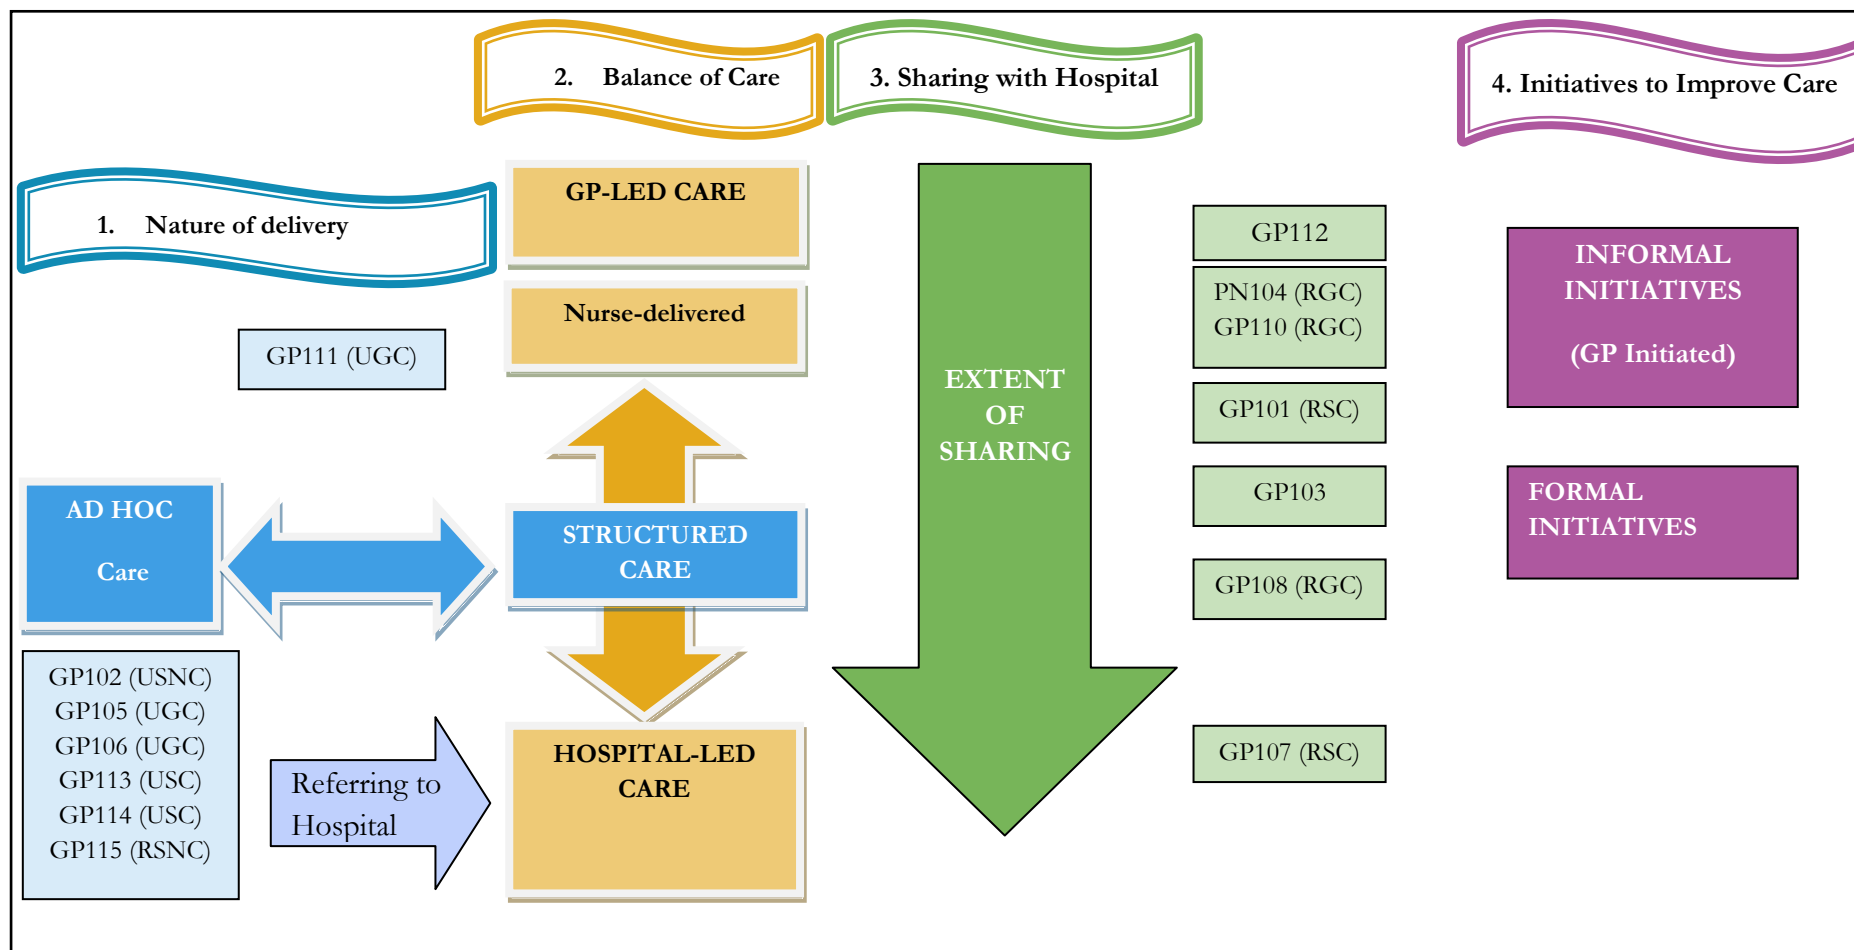 1. Nature of delivery
2. Balance of Care
3. Sharing with Hospital
4. Initiatives to Improve Care
GP111 (UGC)
AD HOC
Care
GP102 (USNC)
GP105 (UGC)
GP106 (UGC)
GP113 (USC)
GP114 (USC)
GP115 (RSNC)
Referring to
Hospital
GP-LED CARE
Nurse-delivered
STRUCTURED
CARE
HOSPITAL-LED
CARE
EXTENT
OF
SHARING
GP112
PN104 (RGC)
GP110 (RGC)
GP101 (RSC)
GP103
GP108 (RGC)
GP107 (RSC)
INFORMAL
INITIATIVES
(GP Initiated)
FORMAL
INITIATIVES